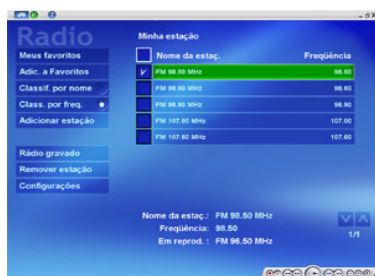 Radio
Minha estação
Meus favoritos
Nome da estaç. Freqüência
Adic. a Favoritos
FM 98.50 MHz 98.50
Classif. por nome
FM 98.60 MHz 98.60
Class. por freq.
FM 98.90 MHz 98.90
Adicionar estação
FM 107.00 MHz 107.00
FM 107.60 MHz 107.60
Rádio gravado
Remover estação
Configurações
Nome da estaç.: FM 98.50 MHz
Freqüência: 98.50
Em reprod. : FM 96.50 MHz
1/1